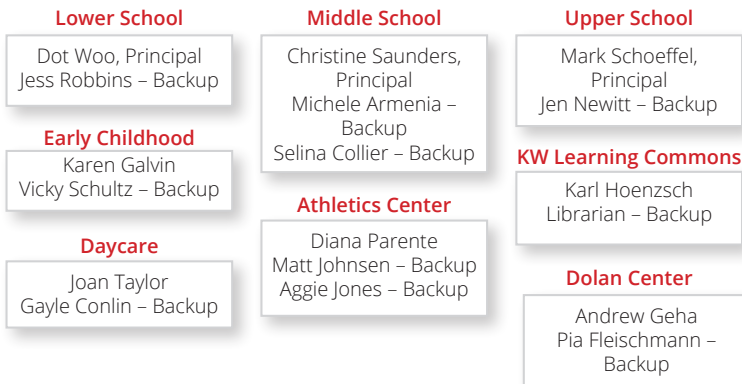 Lower School
Dot Woo, Principal
Jess Robbins – Backup
Early Childhood
Karen Galvin
Vicky Schultz – Backup
Daycare
Joan Taylor
Gayle Conlin – Backup
Middle School
Christine Saunders,
Principal
Michele Armenia –
Backup
Selina Collier – Backup
Athletics Center
Diana Parente
Matt Johnsen – Backup
Aggie Jones – Backup
Upper School
Mark Schoeffel,
Principal
Jen Newitt – Backup
KW Learning Commons
Karl Hoenzsch
Librarian – Backup
Dolan Center
Andrew Geha
Pia Fleischmann –
Backup